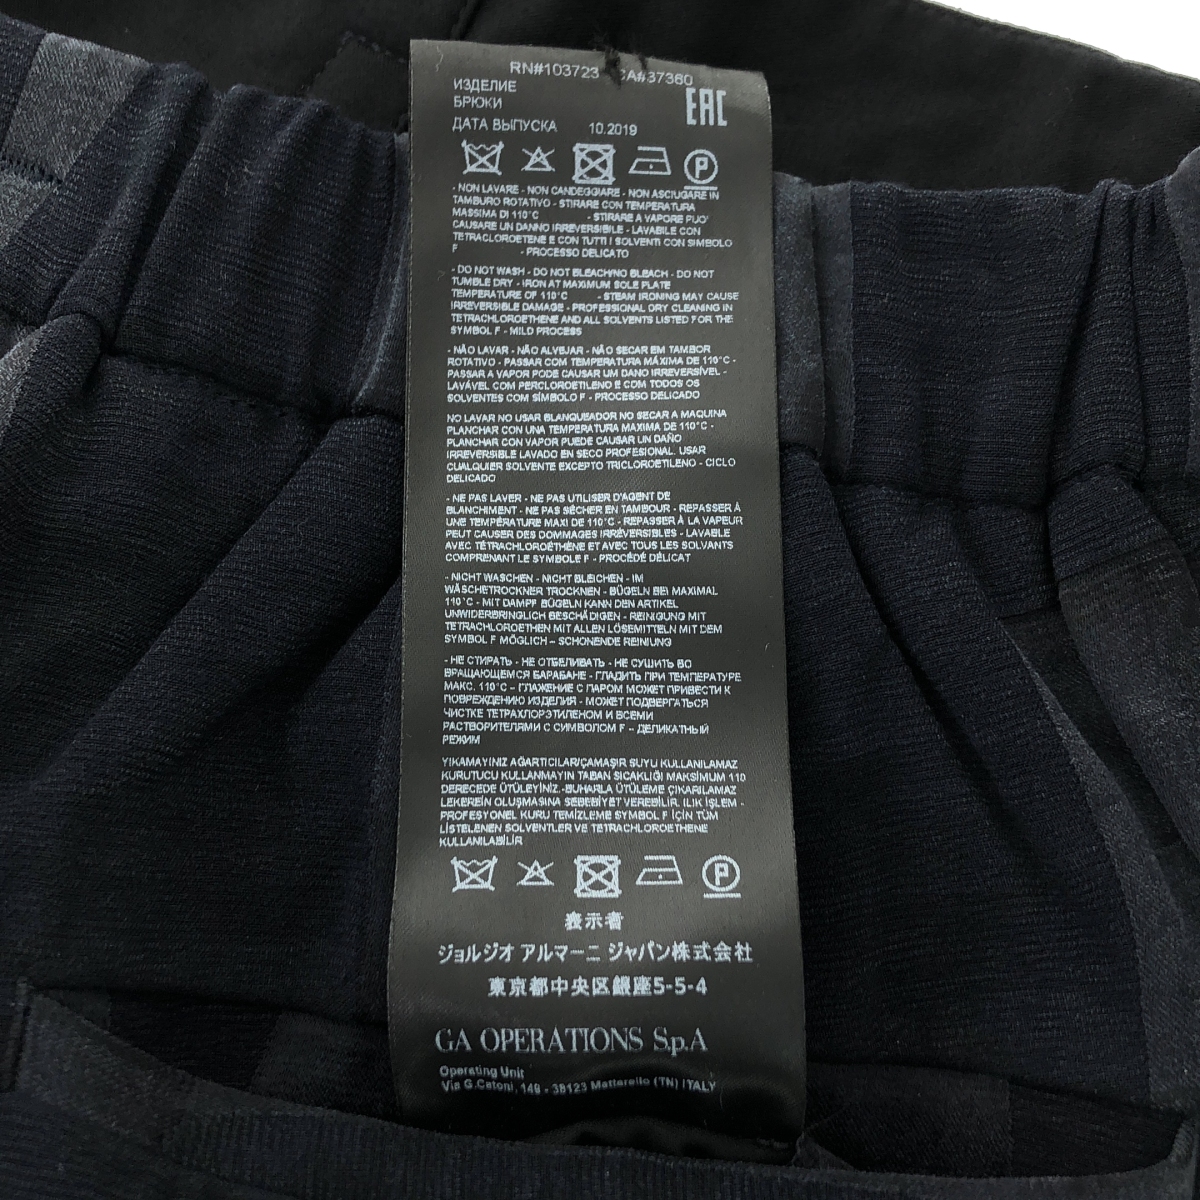 RN#103723 CA#37360
ИЗДЕЛИЕ
БРЮКИ
EAC
ДАТА ВЫПУСКА 10.2019
P
- NON LAVARE - NON CANDEGGIARE - NON ASCIUGARE IN
TAMBURO ROTATIVO - STIRARE CON TEMPERATURA
MASSIMA DI 110°C - STIRARE A VAPORE PUO'
CAUSARE UN DANNO IRREVERSIBILE - LAVABILE CON
TETRACLOROETENE E CON TUTTI I SOLVENTI CON SIMBOLO
F - PROCESSO DELICATO
- DO NOT WASH - DO NOT BLEACH/NO BLEACH - DO NOT
TUMBLE DRY - IRON AT MAXIMUM SOLE PLATE
TEMPERATURE OF 110°C - STEAM IRONING MAY CAUSE
IRREVERSIBLE DAMAGE - PROFESSIONAL DRY CLEANING IN
TETRACHLOROETHENE AND ALL SOLVENTS LISTED FOR THE
SYMBOL F - MILD PROCESS
- NÃO LAVAR - NÃO ALVEJAR - NÃO SECAR EM TAMBOR
ROTATIVO - PASSAR COM TEMPERATURA MÁXIMA DE 110°C -
PASSAR A VAPOR PODE CAUSAR UM DANO IRREVERSÍVEL -
LAVÁVEL COM PERCLOROETILENO E COM TODOS OS
SOLVENTES COM SÍMBOLO F - PROCESSO DELICADO
NO LAVAR NO USAR BLANQUEADOR NO SECAR A MAQUINA
PLANCHAR CON UNA TEMPERATURA MAXIMA DE 110°C -
PLANCHAR CON VAPOR PUEDE CAUSAR UN DAÑO
IRREVERSIBLE LAVADO EN SECO PROFESIONAL. USAR
CUALQUIER SOLVENTE EXCEPTO TRICLOROETILENO - CICLO
DELICADO
- NE PAS LAVER - NE PAS UTILISER D'AGENT DE
BLANCHIMENT - NE PAS SÉCHER EN TAMBOUR - REPASSER À
UNE TEMPÉRATURE MAXI DE 110°C - REPASSER À LA VAPEUR
PEUT CAUSER DES DOMMAGES IRRÉVERSIBLES - LAVABLE
AVEC TÉTRACHLOROÉTHÈNE ET AVEC TOUS LES SOLVANTS
COMPRENANT LE SYMBOLE F - PROCÉDÉ DÉLICAT
- NICHT WASCHEN - NICHT BLEICHEN - IM
WÄSCHETROCKNER TROCKNEN - BÜGELN BEI MAXIMAL
110°C - MIT DAMPF BÜGELN KANN DEN ARTIKEL
UNWIDERBRINGLICH BESCHÄDIGEN - REINIGUNG MIT
TETRACHLOROETHEN MIT ALLEN LÖSEMITTELN MIT DEM
SYMBOL F MÖGLICH – SCHONENDE REINIUNG
- НЕ СТИРАТЬ - НЕ ОТБЕЛИВАТЬ - НЕ СУШИТЬ ВО
ВРАЩАЮЩЕМСЯ БАРАБАНЕ - ГЛАДИТЬ ПРИ ТЕМПЕРАТУРЕ
МАКС. 110°C – ГЛАЖЕНИЕ С ПАРОМ МОЖЕТ ПРИВЕСТИ К
ПОВРЕЖДЕНИЮ ИЗДЕЛИЯ - МОЖЕТ ПОДВЕРГАТЬСЯ
ЧИСТКЕ ТЕТРАХЛОРЭТИЛЕНОМ И ВСЕМИ
РАСТВОРИТЕЛЯМИ С СИМВОЛОМ F – ДЕЛИКАТНЫЙ
РЕЖИМ
YIKAMAYINIZ AĞARTICILAR/ÇAMAŞIR SUYU KULLANILAMAZ
KURUTUCU KULLANMAYIN TABAN SICAKLIĞI MAKSIMUM 110
DERECEDE ÜTÜLEYİNİZ.-BUHARLA ÜTÜLEME ÇIKARILAMAZ
LEKEREIN OLUŞMASINA SEBEBİYET VEREBİLİR. ILIK İŞLEM -
PROFESYONEL KURU TEMİZLEME SYMBOL F İÇİN TÜM
LİSTELENEN SOLVENTLER VE TETRACHLOROETHENE
KULLANILABİLİR
P
表示者
ジョルジオ アルマーニ ジャパン株式会社
東京都中央区銀座5-5-4
GA OPERATIONS S.p.A
Operating Unit
Via G.Catoni, 149 - 38123 Mattarello (TN) ITALY